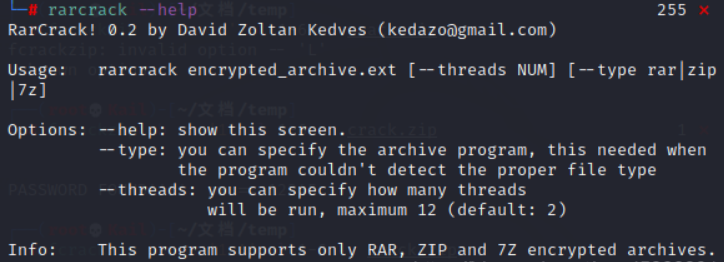 └─# rarcrack --help 255 ⨯
RarCrack! 0.2 by David Zoltan Kedves (kedazo@gmail.com)
Usage: rarcrack encrypted_archive.ext [--threads NUM] [--type rar|zip
|7z]
Options: --help: show this screen.
--type: you can specify the archive program, this needed when
the program couldn't detect the proper file type
--threads: you can specify how many threads
will be run, maximum 12 (default: 2)
Info: This program supports only RAR, ZIP and 7Z encrypted archives.